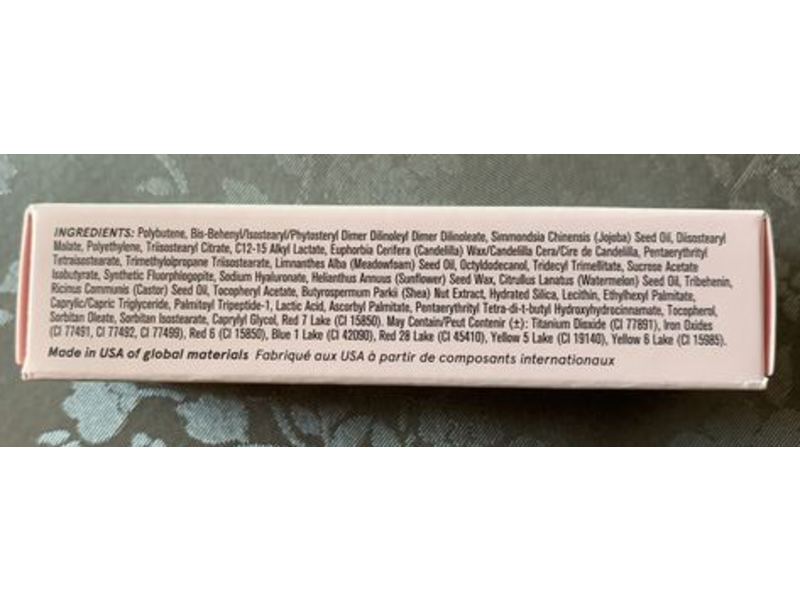 INGREDIENTS: Polybutene, Bis-Behenyl/Isostearyl/Phytosteryl Dimer Dilinoleyl Dimer Dilinoleate, Simmondsia Chinensis (Jojoba) Seed Oil, Diisostearyl
Malate, Polyethylene, Triisostearyl Citrate, C12-15 Alkyl Lactate, Euphorbia Cerifera (Candelilla) Wax/Candelilla Cera/Cire de Candelilla, Pentaerythrityl
Tetraisostearate, Trimethylolpropane Triisostearate, Limnanthes Alba (Meadowfoam) Seed Oil, Octyldodecanol, Tridecyl Trimellitate, Sucrose Acetate
Isobutyrate, Synthetic Fluorphlogopite, Sodium Hyaluronate, Helianthus Annuus (Sunflower) Seed Wax, Citrullus Lanatus (Watermelon) Seed Oil, Tribehenin,
Ricinus Communis (Castor) Seed Oil, Tocopheryl Acetate, Butyrospermum Parkii (Shea) Nut Extract, Hydrated Silica, Lecithin, Ethylhexyl Palmitate,
Caprylic/Capric Triglyceride, Palmitoyl Tripeptide-1, Lactic Acid, Ascorbyl Palmitate, Pentaerythrityl Tetra-di-t-butyl Hydroxyhydrocinnamate, Tocopherol,
Sorbitan Oleate, Sorbitan Isostearate, Caprylyl Glycol, Red 7 Lake (CI 15850). May Contain/Peut Contenir (±): Titanium Dioxide (CI 77891), Iron Oxides
(CI 77491, CI 77492, CI 77499), Red 6 (CI 15850), Blue 1 Lake (CI 42090), Red 28 Lake (CI 45410), Yellow 5 Lake (CI 19140), Yellow 6 Lake (CI 15985).
Made in USA of global materials Fabriqué aux USA à partir de composants internationaux